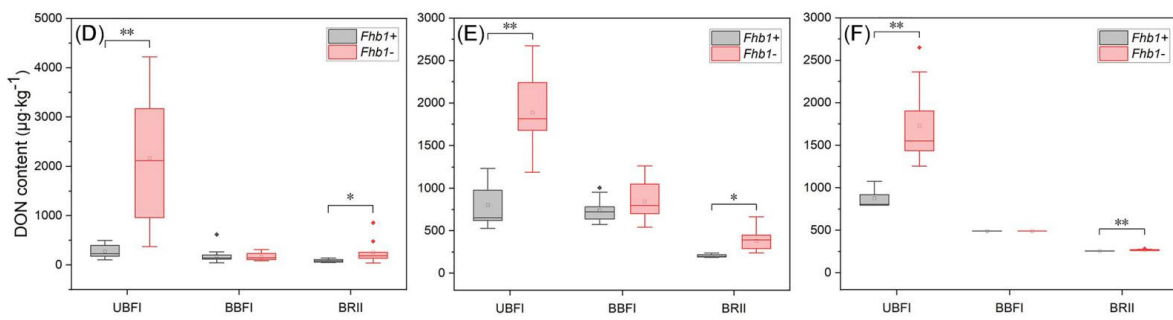 DON content (μg·kg⁻¹)
(D)
5000
4000
3000
2000
1000
0
**
*
Fhb1+
Fhb1-
UBFI BBFI BRII
(E)
3000
2500
2000
1500
1000
500
0
**
*
Fhb1+
Fhb1-
UBFI BBFI BRII
(F)
3000
2500
2000
1500
1000
500
0
**
**
Fhb1+
Fhb1-
UBFI BBFI BRII